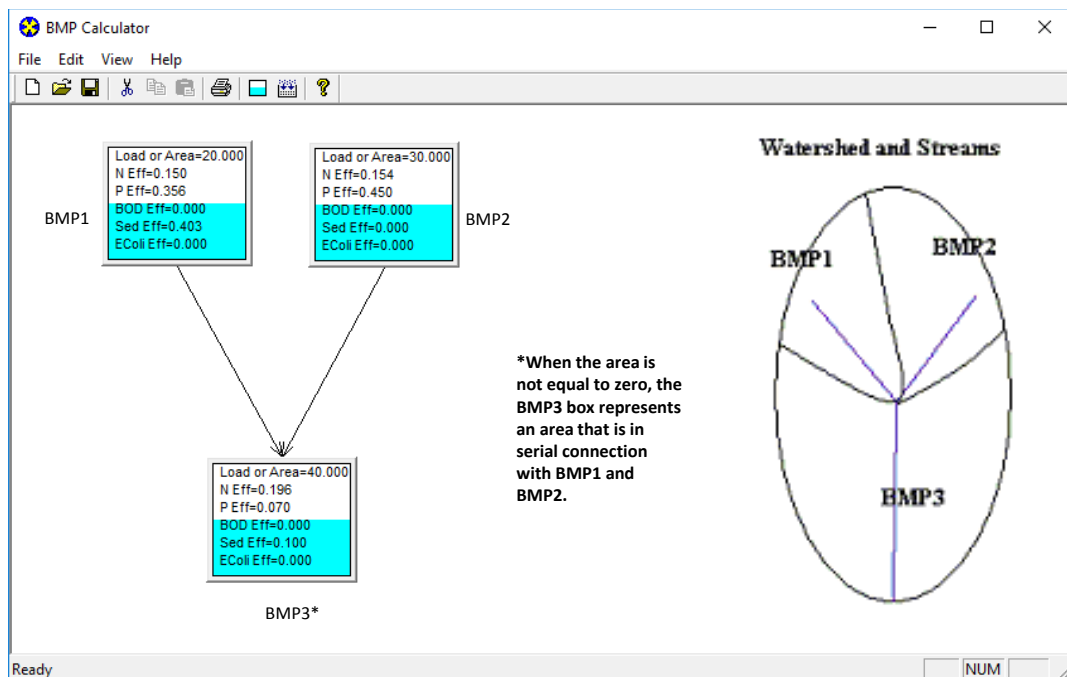 BMP Calculator
File Edit View Help
Load or Area=20.000
N Eff=0.150
P Eff=0.356
BOD Eff=0.000
Sed Eff=0.403
EColi Eff=0.000
BMP1
Load or Area=30.000
N Eff=0.154
P Eff=0.450
BOD Eff=0.000
Sed Eff=0.000
EColi Eff=0.000
BMP2
Load or Area=40.000
N Eff=0.196
P Eff=0.070
BOD Eff=0.000
Sed Eff=0.100
EColi Eff=0.000
BMP3*
*When the area is
not equal to zero, the
BMP3 box represents
an area that is in
serial connection
with BMP1 and
BMP2.
Watershed and Streams
BMP1
BMP2
BMP3
Ready
NUM